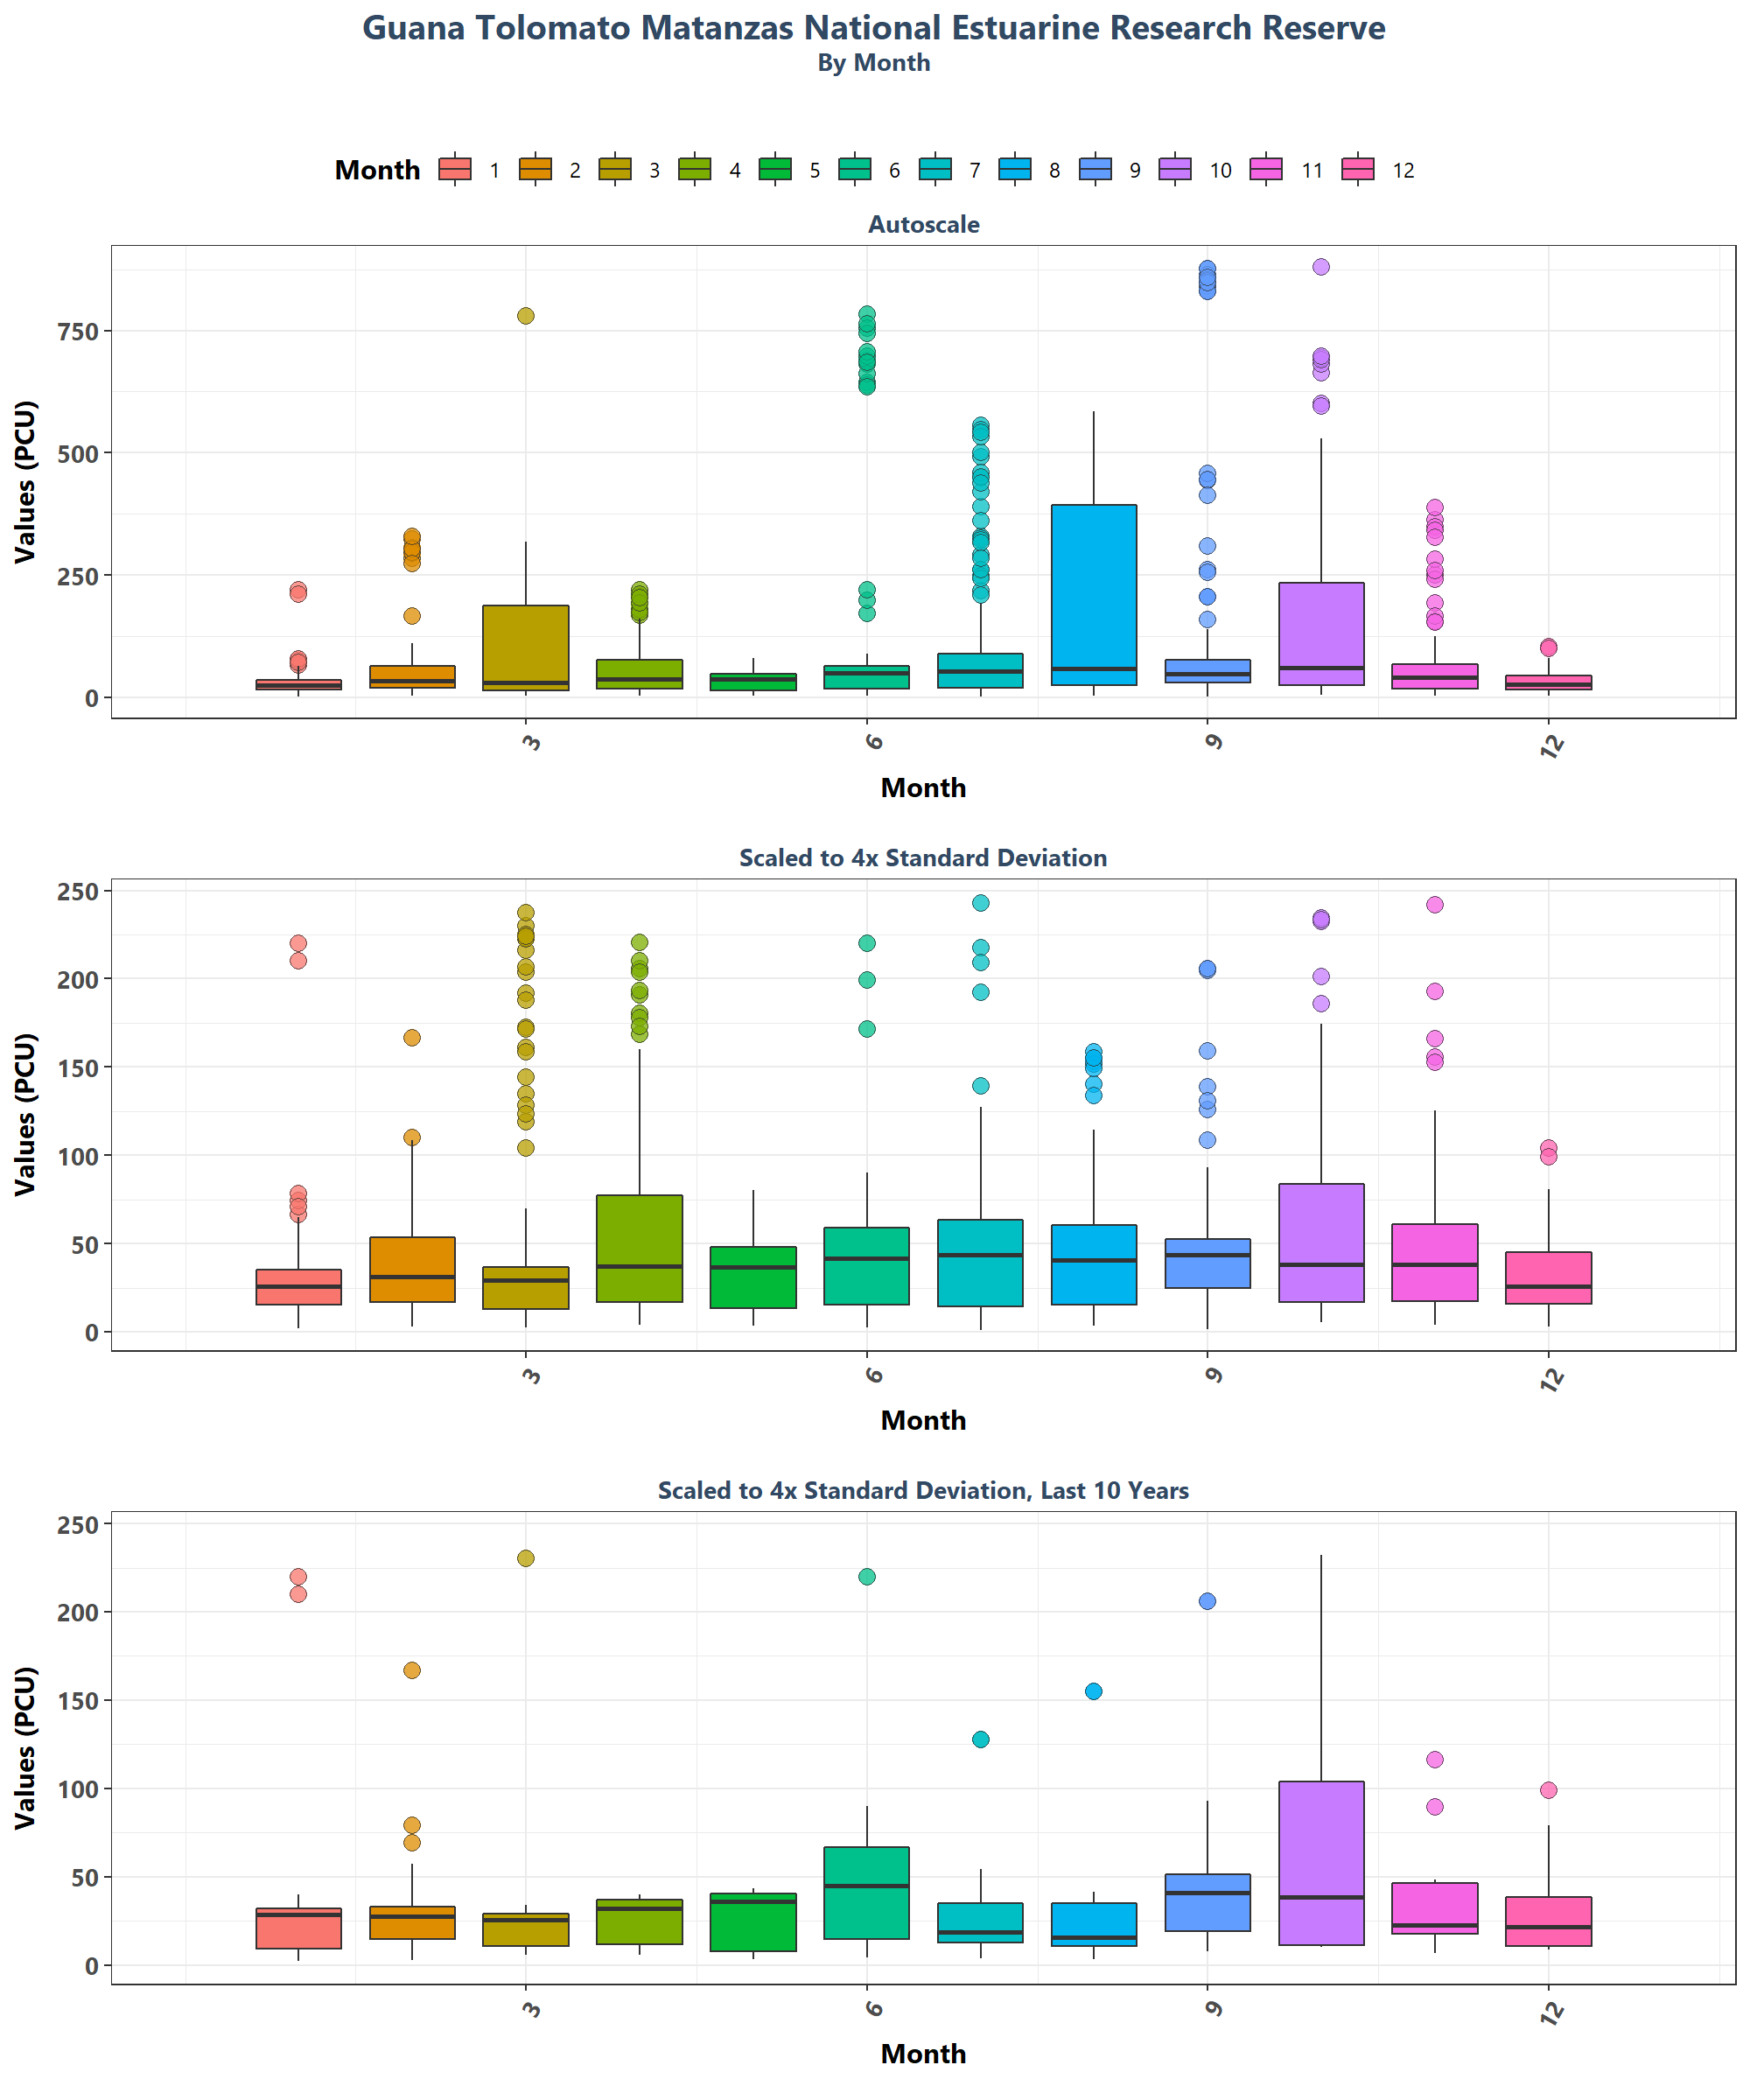 Guana Tolomato Matanzas National Estuarine Research Reserve
By Month
Month 1 2 3 4 5 6 7 8 9 10 11 12
Autoscale
Values (PCU)
750
500
250
0
3 6 9 12
Month
Scaled to 4x Standard Deviation
Values (PCU)
250
200
150
100
50
0
3 6 9 12
Month
Scaled to 4x Standard Deviation, Last 10 Years
Values (PCU)
250
200
150
100
50
0
3 6 9 12
Month